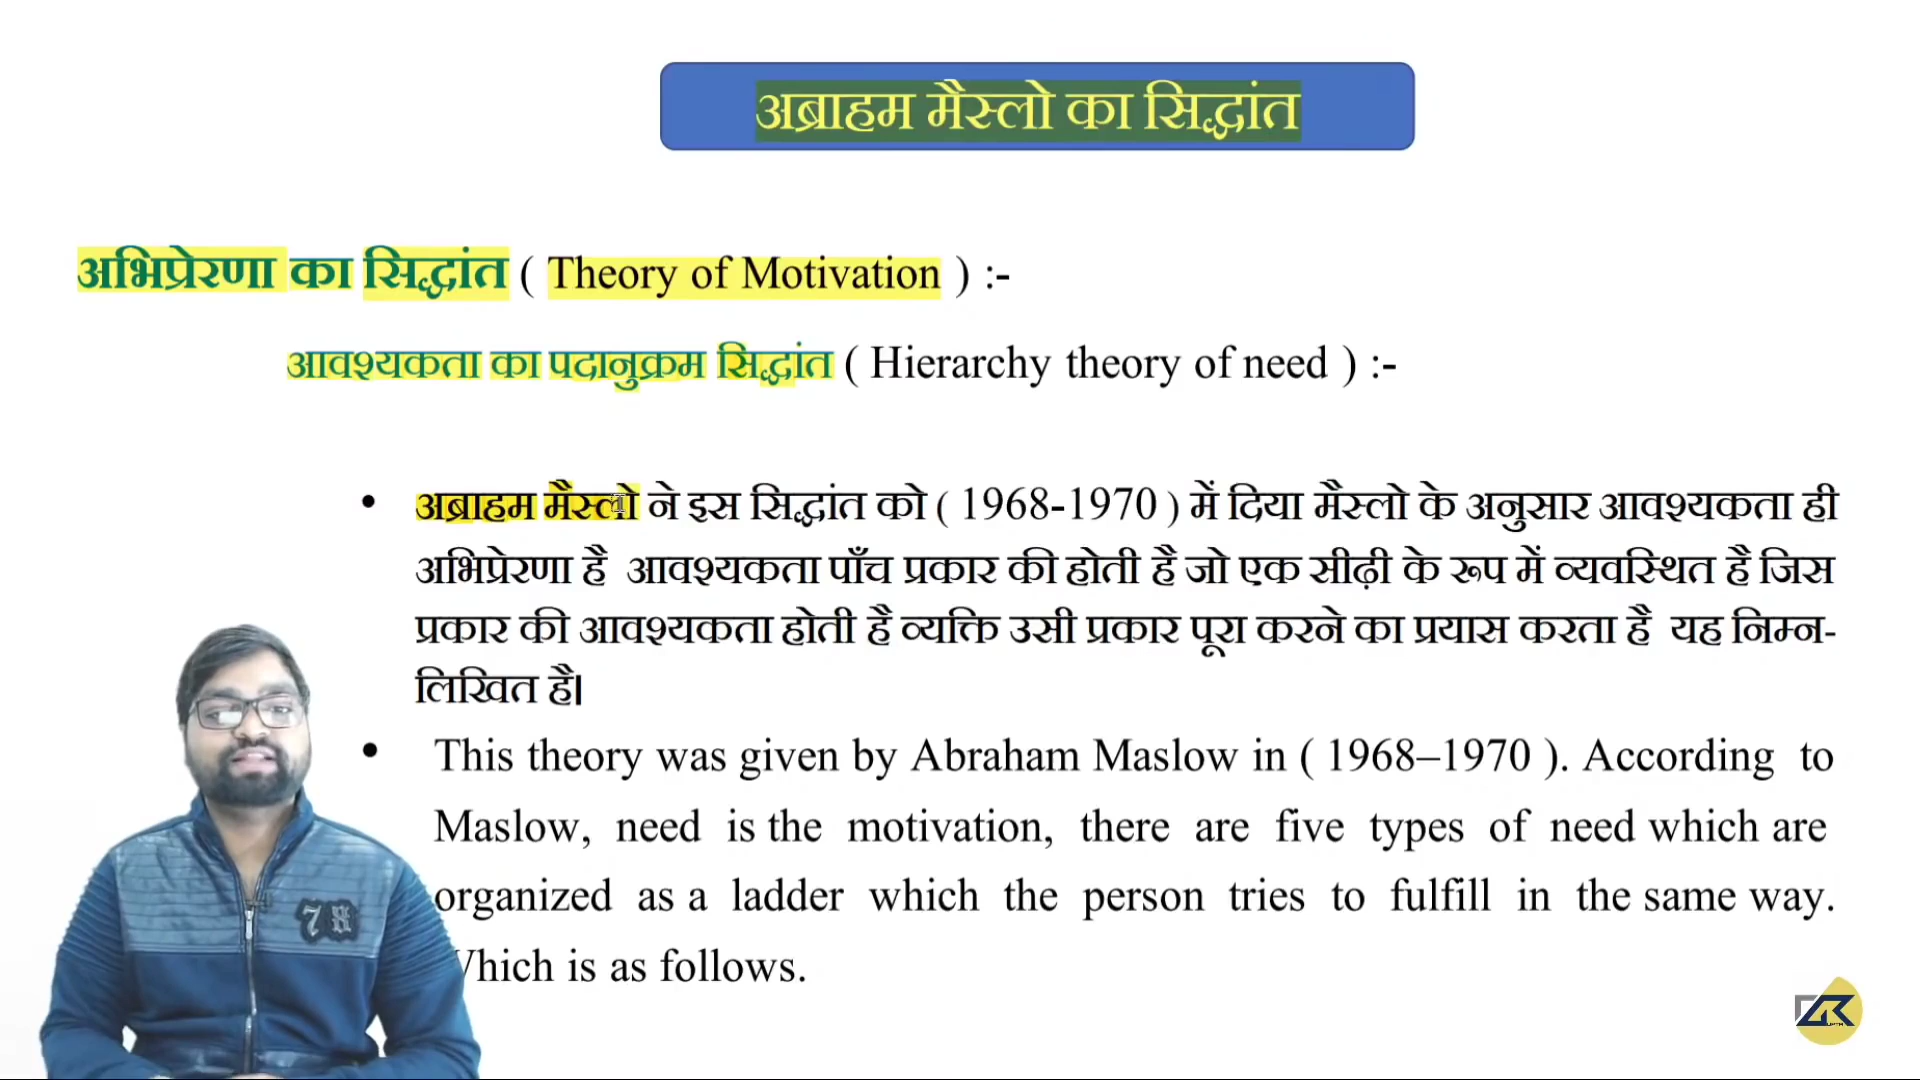 अब्राहम मैस्लो का सिद्धांत
अभिप्रेरणा का सिद्धांत ( Theory of Motivation ) :-
आवश्यकता का पदानुक्रम सिद्धांत ( Hierarchy theory of need ) :-
• अब्राहम मैस्लो ने इस सिद्धांत को ( 1968-1970 ) में दिया मैस्लो के अनुसार आवश्यकता ही
अभिप्रेरणा है आवश्यकता पाँच प्रकार की होती है जो एक सीढ़ी के रूप में व्यवस्थित है जिस
प्रकार की आवश्यकता होती है व्यक्ति उसी प्रकार पूरा करने का प्रयास करता है यह निम्न-
लिखित है।
• This theory was given by Abraham Maslow in ( 1968–1970 ). According to
Maslow, need is the motivation, there are five types of need which are
organized as a ladder which the person tries to fulfill in the same way.
Which is as follows.
78